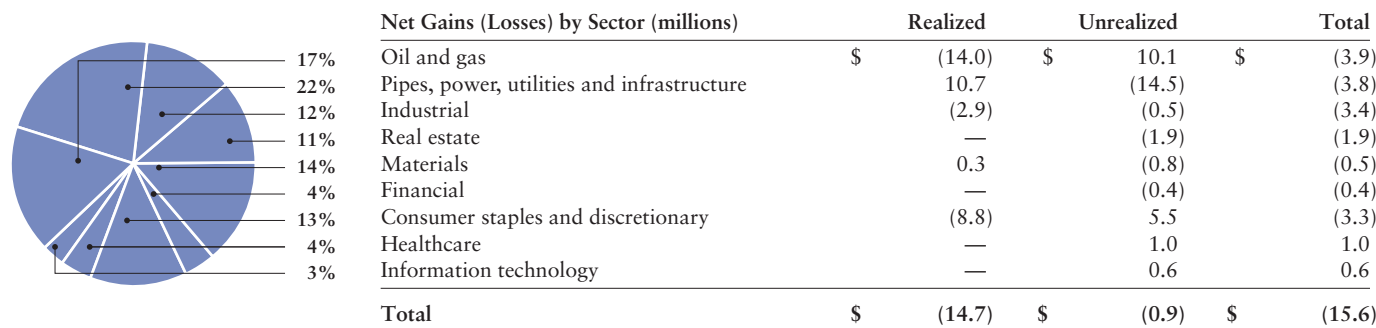 Net Gains (Losses) by Sector (millions) Realized Unrealized Total
17% Oil and gas $ (14.0) $ 10.1 $ (3.9)
22% Pipes, power, utilities and infrastructure 10.7 (14.5) (3.8)
12% Industrial (2.9) (0.5) (3.4)
11% Real estate — (1.9) (1.9)
14% Materials 0.3 (0.8) (0.5)
4% Financial — (0.4) (0.4)
13% Consumer staples and discretionary (8.8) 5.5 (3.3)
4% Healthcare — 1.0 1.0
3% Information technology — 0.6 0.6
Total $ (14.7) $ (0.9) $ (15.6)